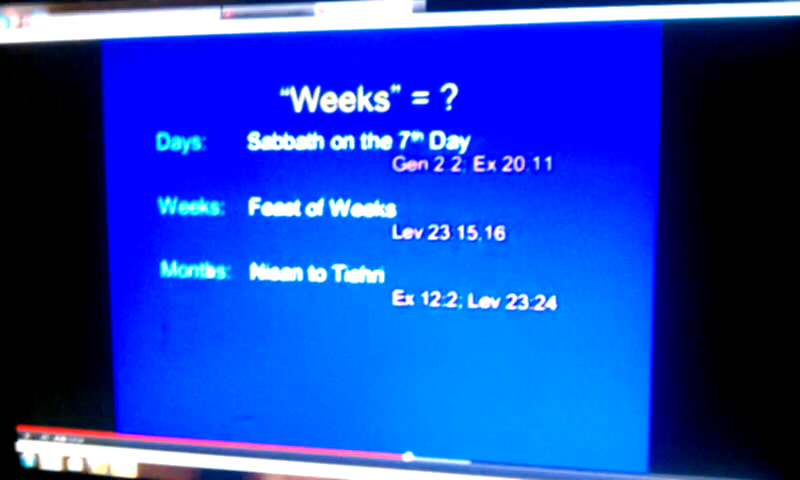 "Weeks" = ?
Days: Sabbath on the 7th Day
Gen 2 2; Ex 20:11
Weeks: Feast of Weeks
Lev 23:15,16
Months: Nisan to Tishri
Ex 12:2; Lev 23:24